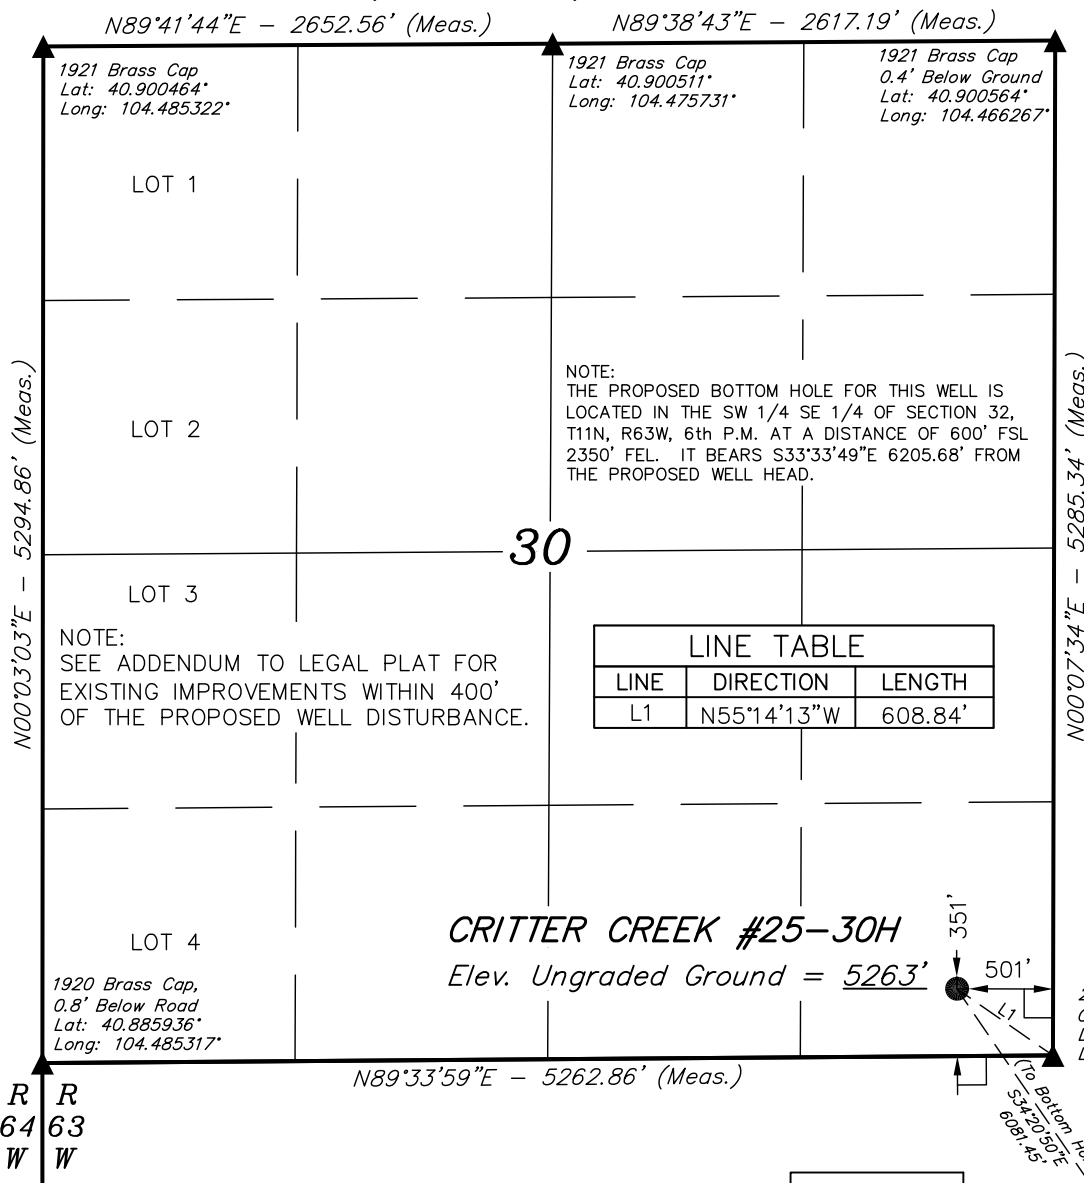 N89°41'44"E - 2652.56' (Meas.)
N89°38'43"E - 2617.19' (Meas.)
1921 Brass Cap
Lat: 40.900464°
Long: 104.485322°
1921 Brass Cap
Lat: 40.900511°
Long: 104.475731°
1921 Brass Cap
0.4' Below Ground
Lat: 40.900564°
Long: 104.466267°
LOT 1
N00°03'03"E - 5294.86' (Meas.)
LOT 2
NOTE:
THE PROPOSED BOTTOM HOLE FOR THIS WELL IS
LOCATED IN THE SW 1/4 SE 1/4 OF SECTION 32,
T11N, R63W, 6th P.M. AT A DISTANCE OF 600' FSL
2350' FEL. IT BEARS S33°33'49"E 6205.68' FROM
THE PROPOSED WELL HEAD.
N00°07'34"E - 5285.34' (Meas.)
30
LOT 3
NOTE:
SEE ADDENDUM TO LEGAL PLAT FOR
EXISTING IMPROVEMENTS WITHIN 400'
OF THE PROPOSED WELL DISTURBANCE.
LINE TABLE
LINE DIRECTION LENGTH
L1 N55°14'13"W 608.84'
LOT 4
CRITTER CREEK #25-30H
Elev. Ungraded Ground = 5263'
351'
501'
L1
1920 Brass Cap,
0.8' Below Road
Lat: 40.885936°
Long: 104.485317°
N89°33'59"E - 5262.86' (Meas.)
(To Bottom
S34°20'50"E
6081.45'
R R
64 63
W W